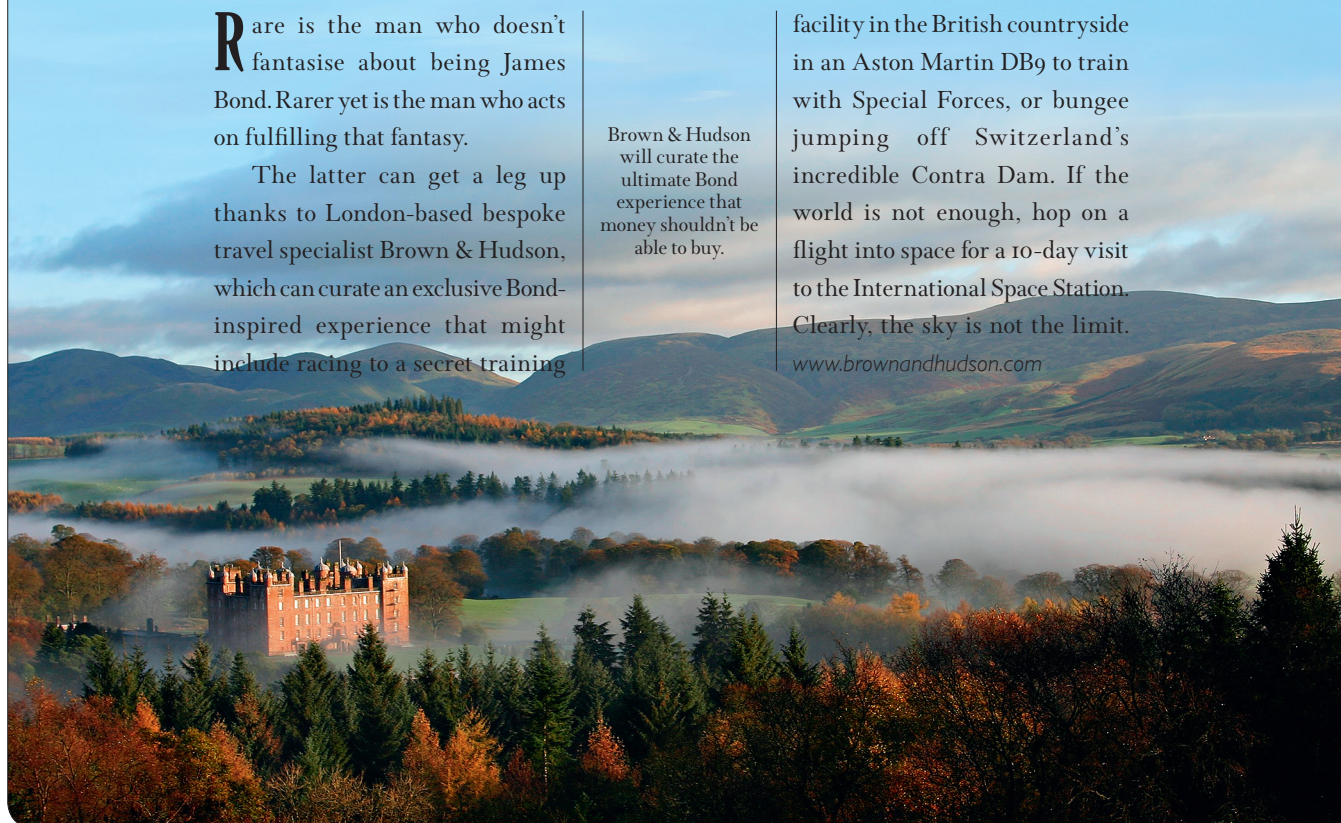 Rare is the man who doesn't
fantasise about being James
Bond. Rarer yet is the man who acts
on fulfilling that fantasy.
The latter can get a leg up
thanks to London-based bespoke
travel specialist Brown & Hudson,
which can curate an exclusive Bond-
inspired experience that might
include racing to a secret training
Brown & Hudson
will curate the
ultimate Bond
experience that
money shouldn't be
able to buy.
facility in the British countryside
in an Aston Martin DB9 to train
with Special Forces, or bungee
jumping off Switzerland's
incredible Contra Dam. If the
world is not enough, hop on a
flight into space for a 10-day visit
to the International Space Station.
Clearly, the sky is not the limit.
www.brownandhudson.com